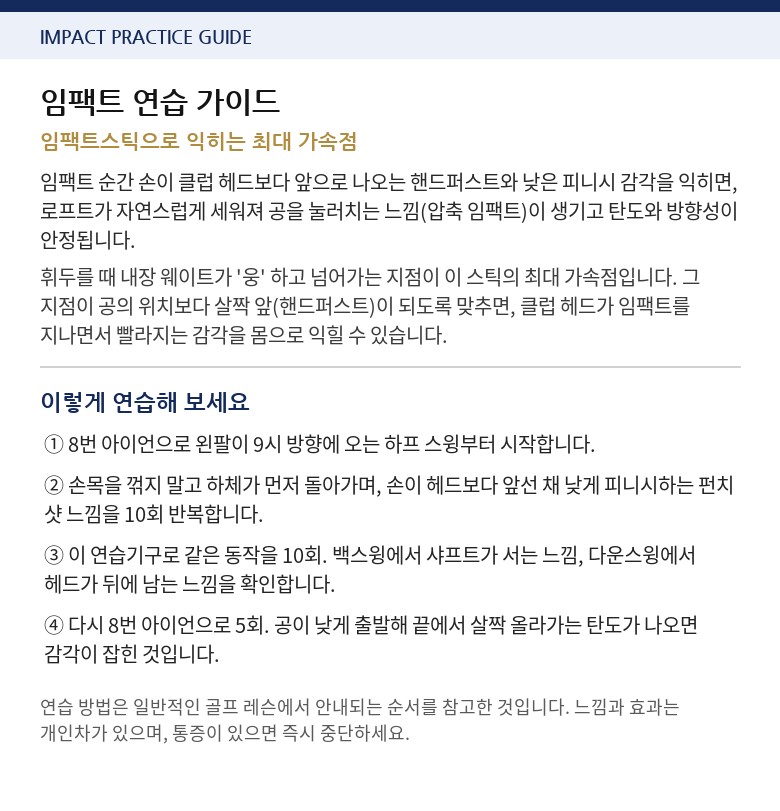 IMPACT PRACTICE GUIDE
임팩트 연습 가이드
임팩트스틱으로 익히는 최대 가속점
임팩트 순간 손이 클럽 헤드보다 앞으로 나오는 핸드퍼스트와 낮은 피니시 감각을 익히면,
로프트가 자연스럽게 세워져 공을 눌러치는 느낌(압축 임팩트)이 생기고 탄도와 방향성이
안정됩니다.
휘두를 때 내장 웨이트가 '웅' 하고 넘어가는 지점이 이 스틱의 최대 가속점입니다. 그
지점이 공의 위치보다 살짝 앞(핸드퍼스트)이 되도록 맞추면, 클럽 헤드가 임팩트를
지나면서 빨라지는 감각을 몸으로 익힐 수 있습니다.
이렇게 연습해 보세요
① 8번 아이언으로 왼팔이 9시 방향에 오는 하프 스윙부터 시작합니다.
② 손목을 꺾지 말고 하체가 먼저 돌아가며, 손이 헤드보다 앞선 채 낮게 피니시하는 펀치
샷 느낌을 10회 반복합니다.
③ 이 연습기구로 같은 동작을 10회. 백스윙에서 샤프트가 서는 느낌, 다운스윙에서
헤드가 뒤에 남는 느낌을 확인합니다.
④ 다시 8번 아이언으로 5회. 공이 낮게 출발해 끝에서 살짝 올라가는 탄도가 나오면
감각이 잡힌 것입니다.
연습 방법은 일반적인 골프 레슨에서 안내되는 순서를 참고한 것입니다. 느낌과 효과는
개인차가 있으며, 통증이 있으면 즉시 중단하세요.